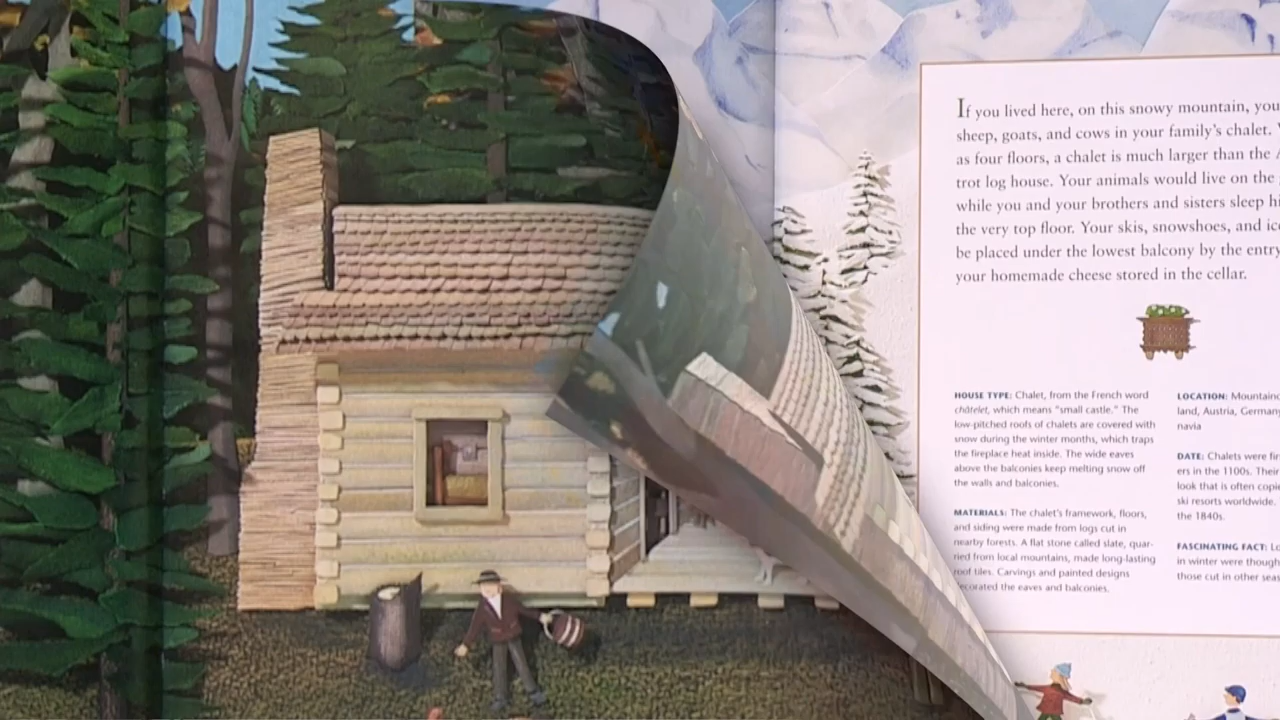 If you lived here, on this snowy mountain, you
sheep, goats, and cows in your family's chalet.
as four floors, a chalet is much larger than the
trot log house. Your animals would live on the
while you and your brothers and sisters sleep
the very top floor. Your skis, snowshoes, and
be placed under the lowest balcony by the entry
your homemade cheese stored in the cellar.
HOUSE TYPE: Chalet, from the French word
châtelet, which means "small castle." The
low-pitched roofs of chalets are covered with
snow during the winter months, which traps
the fireplace heat inside. The wide eaves
above the balconies keep melting snow off
the walls and balconies.
MATERIALS: The chalet's framework, floors,
and siding were made from logs cut in
nearby forests. A flat stone called slate, quar-
ried from local mountains, made long-lasting
roof tiles. Carvings and painted designs
decorated the eaves and balconies.
LOCATION:
land, Austria,
navia
DATE: Chalets were
ers in the 1100s. Their
look that is often
ski resorts worldwide.
the 1840s.
FASCINATING FACT:
in winter were
those cut in other